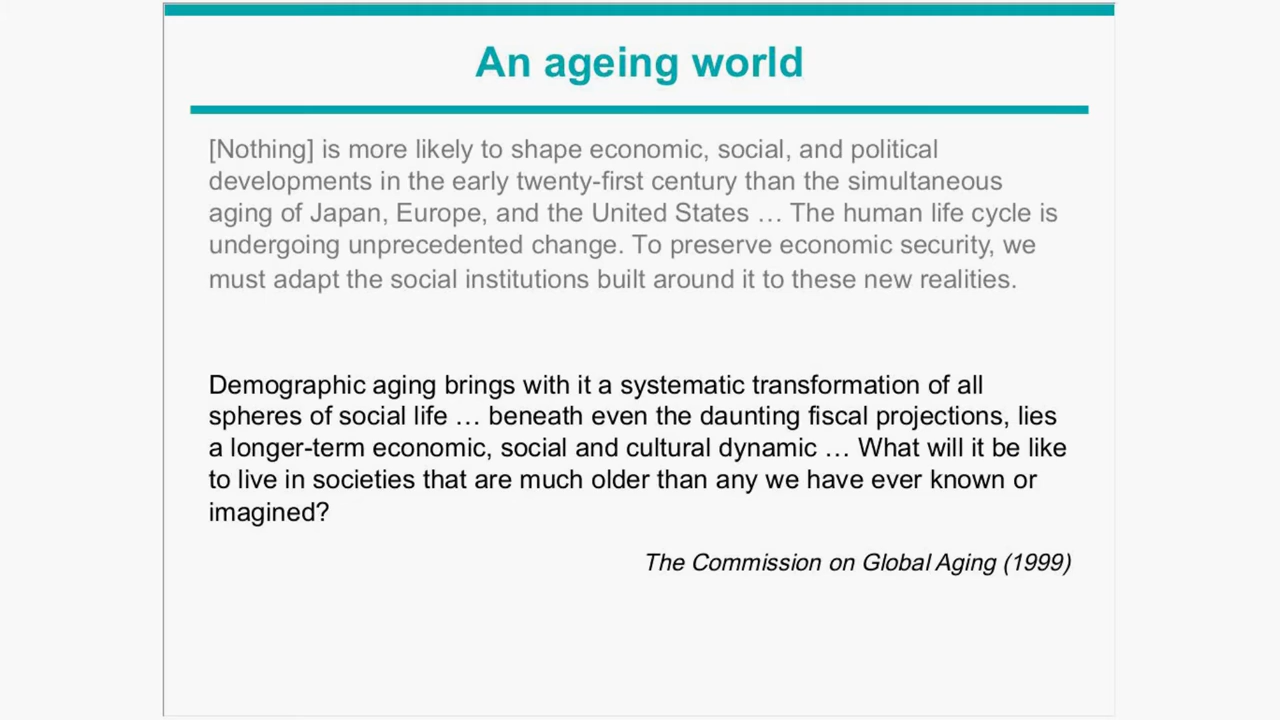 An ageing world
[Nothing] is more likely to shape economic, social, and political
developments in the early twenty-first century than the simultaneous
aging of Japan, Europe, and the United States … The human life cycle is
undergoing unprecedented change. To preserve economic security, we
must adapt the social institutions built around it to these new realities.
Demographic aging brings with it a systematic transformation of all
spheres of social life … beneath even the daunting fiscal projections, lies
a longer-term economic, social and cultural dynamic … What will it be like
to live in societies that are much older than any we have ever known or
imagined?
The Commission on Global Aging (1999)